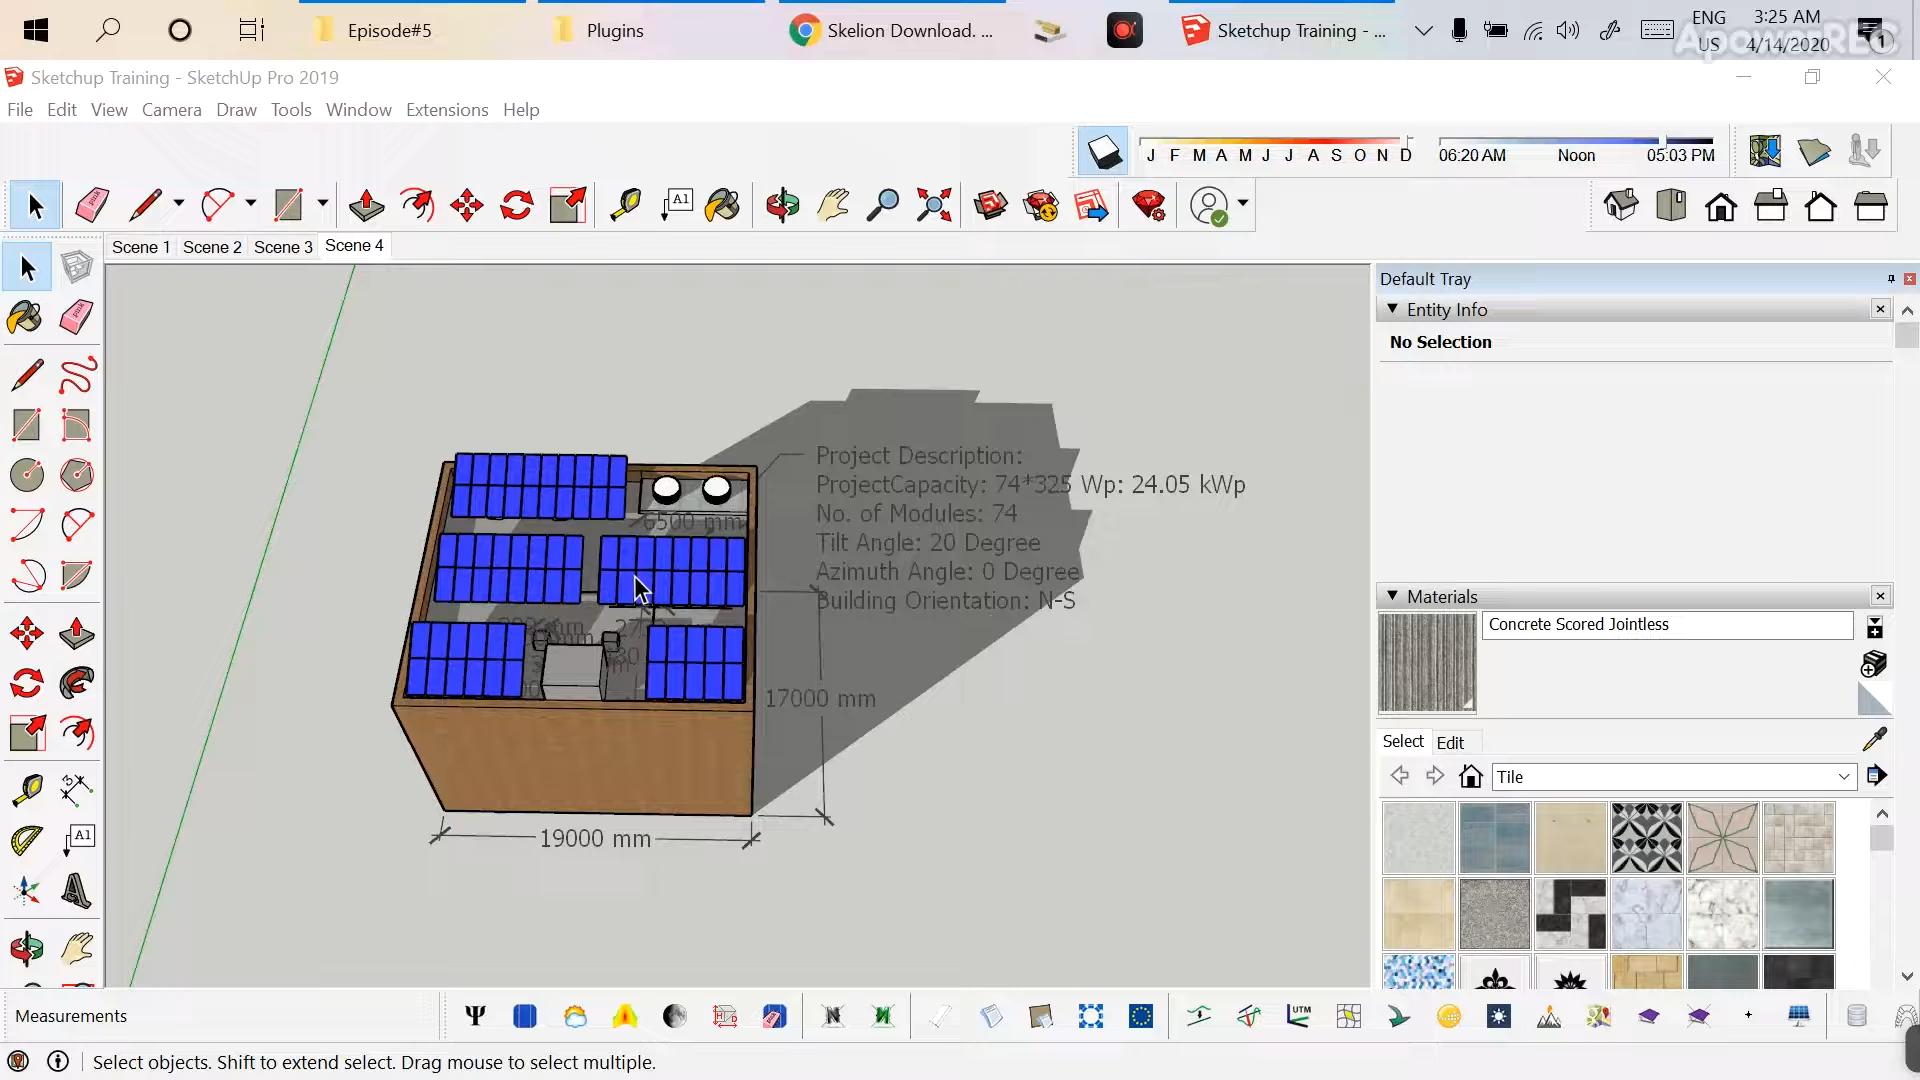 Episode#5
Plugins
Skelion Download. ...
Sketchup Training - ...
ENG
US
3:25 AM
4/14/2020
ApowerREC
1
Sketchup Training - SketchUp Pro 2019
File Edit View Camera Draw Tools Window Extensions Help
J F M A M J J A S O N D
06:20 AM Noon 05:03 PM
A1
Scene 1 Scene 2 Scene 3 Scene 4
Default Tray
Entity Info
No Selection
Project Description:
ProjectCapacity: 74*325 Wp: 24.05 kWp
No. of Modules: 74
Tilt Angle: 20 Degree
Azimuth Angle: 0 Degree
Building Orientation: N-S
6500 mm
17000 mm
19000 mm
Materials
Concrete Scored Jointless
Select Edit
Tile
A1
Measurements
UTM
Select objects. Shift to extend select. Drag mouse to select multiple.